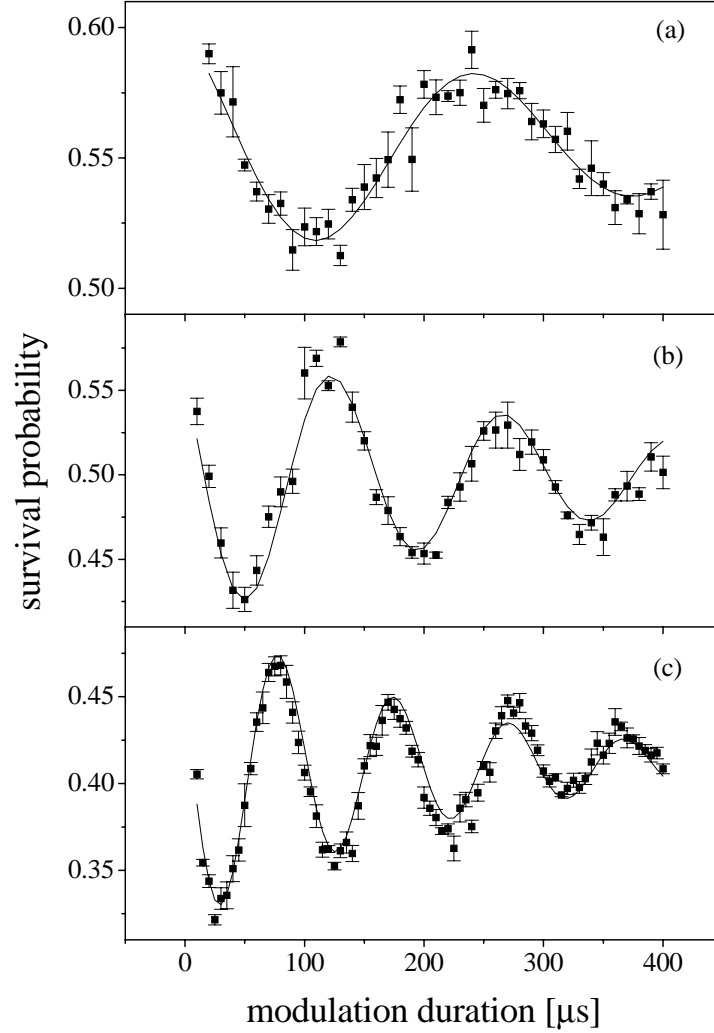 0.60
(a)
0.55
0.50
(b)
0.55
0.50
0.45
(c)
0.45
0.40
0.35
0 100 200 300 400
survival probability
modulation duration [μs]